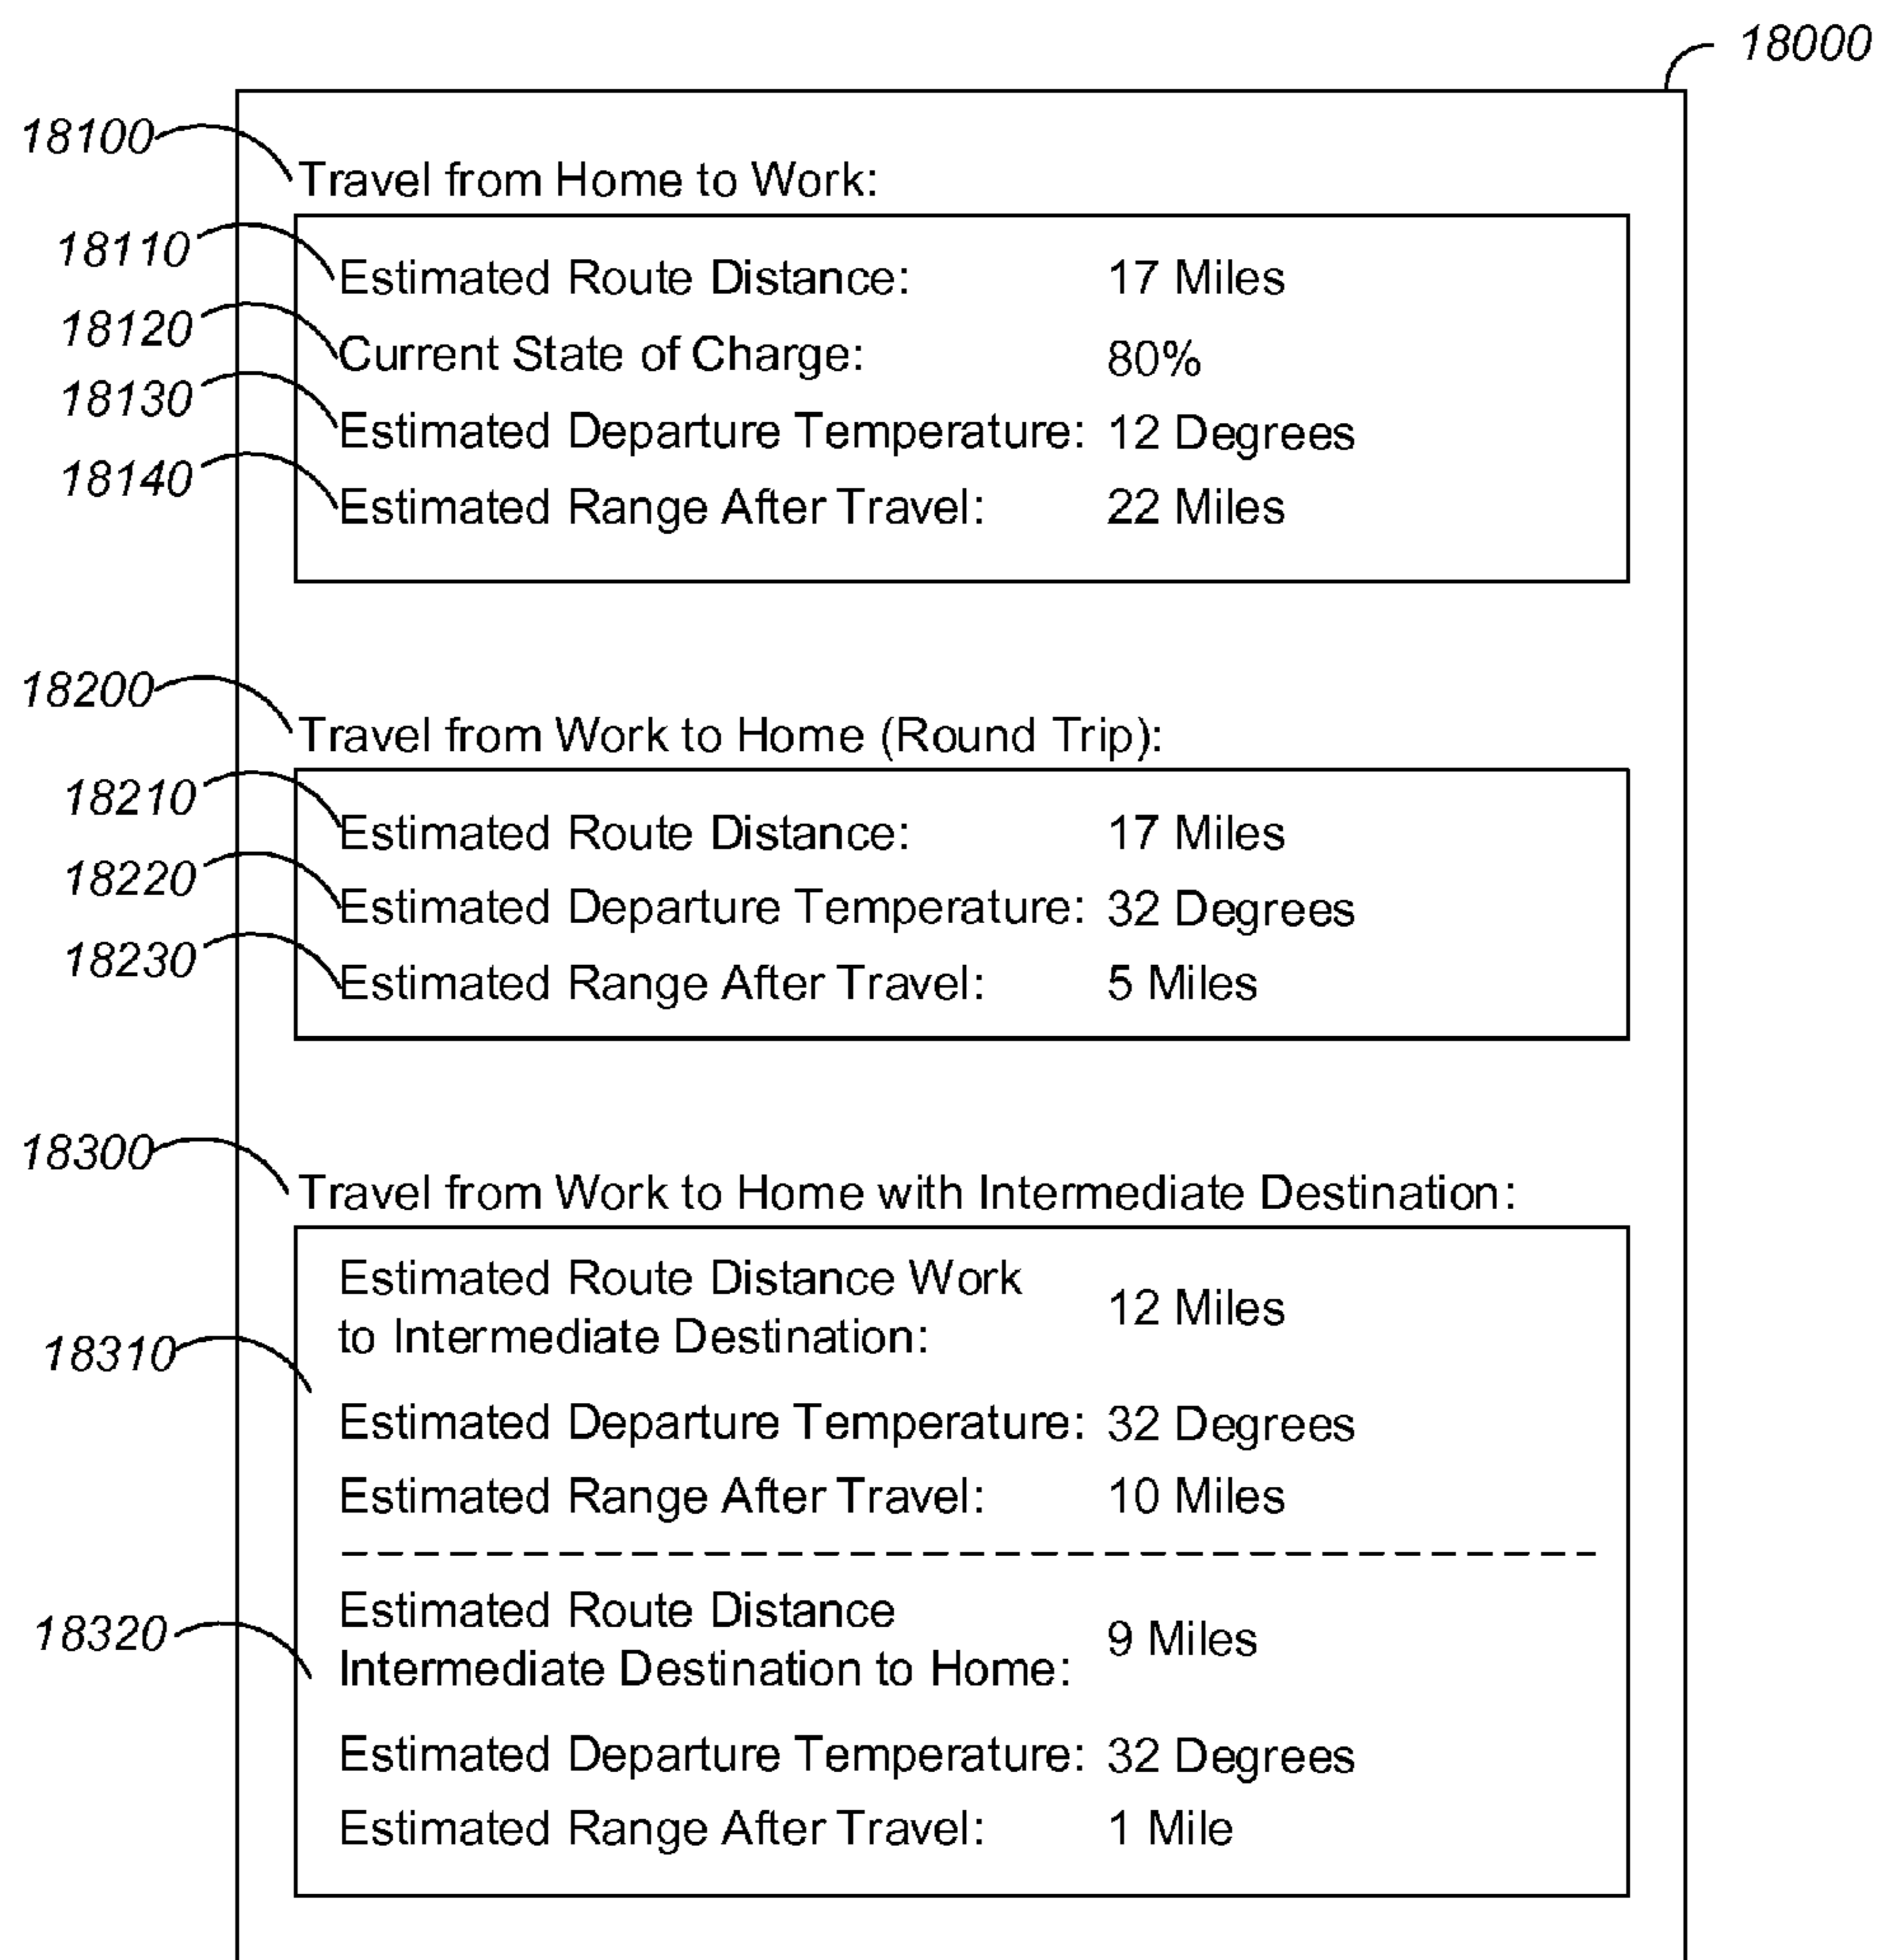 18000
18100
Travel from Home to Work:
18110
Estimated Route Distance: 17 Miles
18120
Current State of Charge: 80%
18130
Estimated Departure Temperature: 12 Degrees
18140
Estimated Range After Travel: 22 Miles
18200
Travel from Work to Home (Round Trip):
18210
Estimated Route Distance: 17 Miles
18220
Estimated Departure Temperature: 32 Degrees
18230
Estimated Range After Travel: 5 Miles
18300
Travel from Work to Home with Intermediate Destination:
Estimated Route Distance Work
to Intermediate Destination:
12 Miles
18310
Estimated Departure Temperature: 32 Degrees
Estimated Range After Travel: 10 Miles
Estimated Route Distance
Intermediate Destination to Home:
9 Miles
18320
Estimated Departure Temperature: 32 Degrees
Estimated Range After Travel: 1 Mile